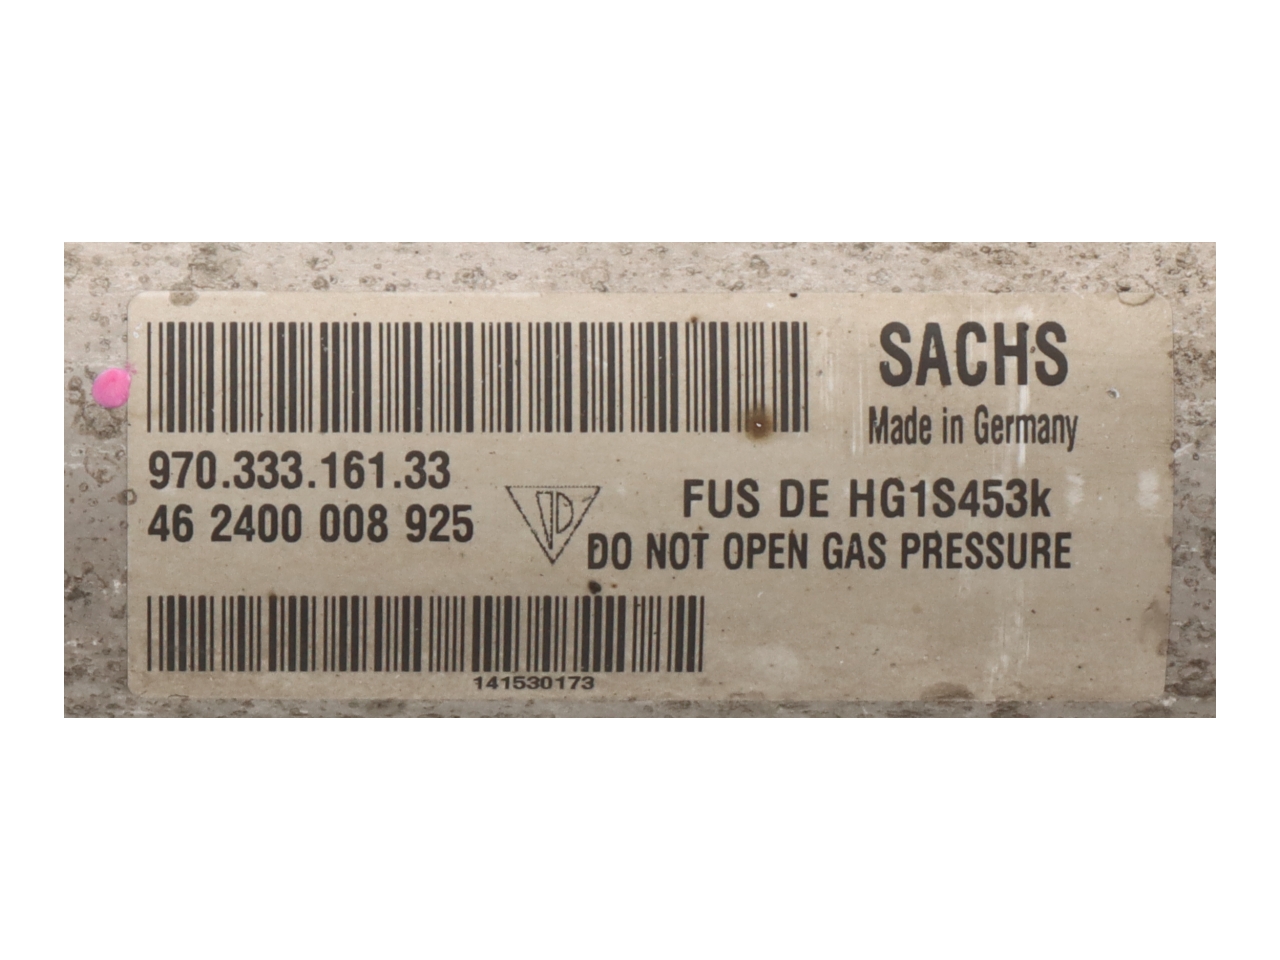 SACHS
Made in Germany
970.333.161.33
46 2400 008 925
FUS DE HG1S453k
DO NOT OPEN GAS PRESSURE
141530173